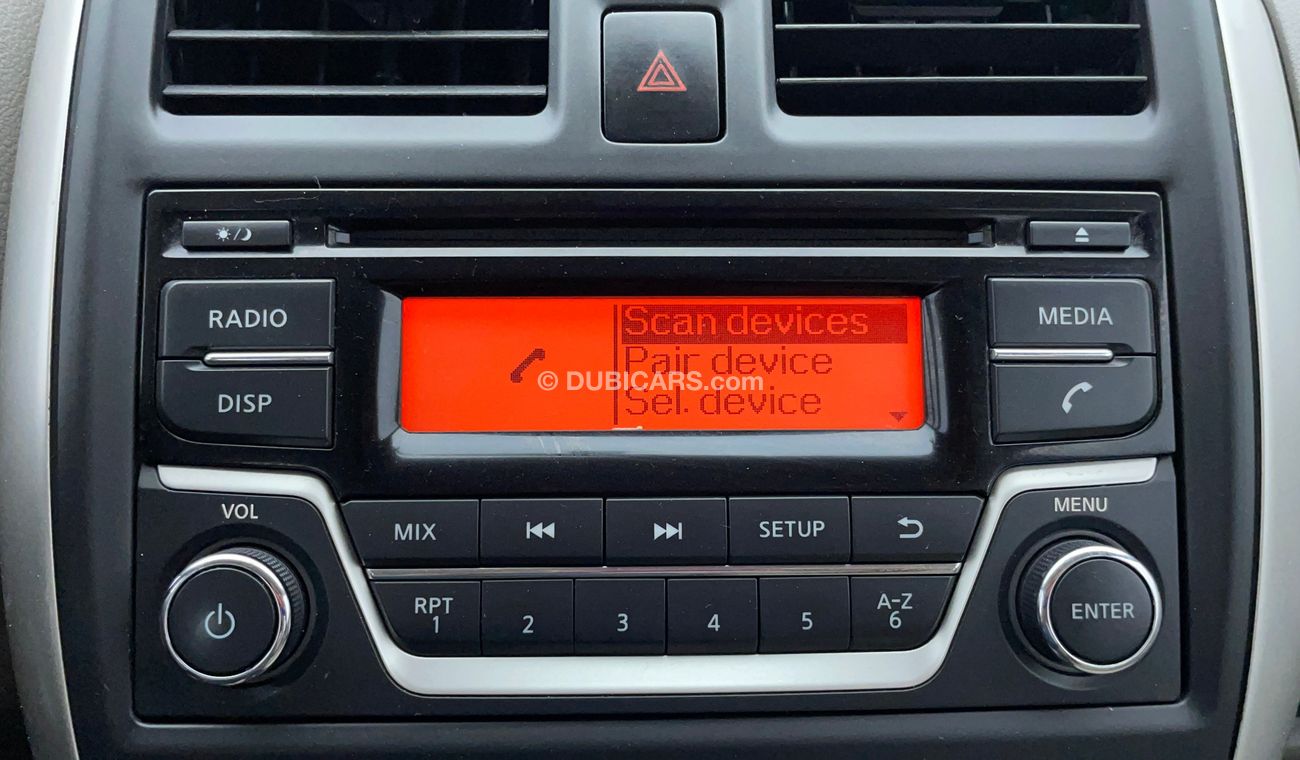 RADIO
DISP
Scan devices
Pair device
Sel. device
© DUBICARS.com
MEDIA
VOL
MENU
MIX
SETUP
RPT
1
2
3
4
5
A-Z
6
ENTER